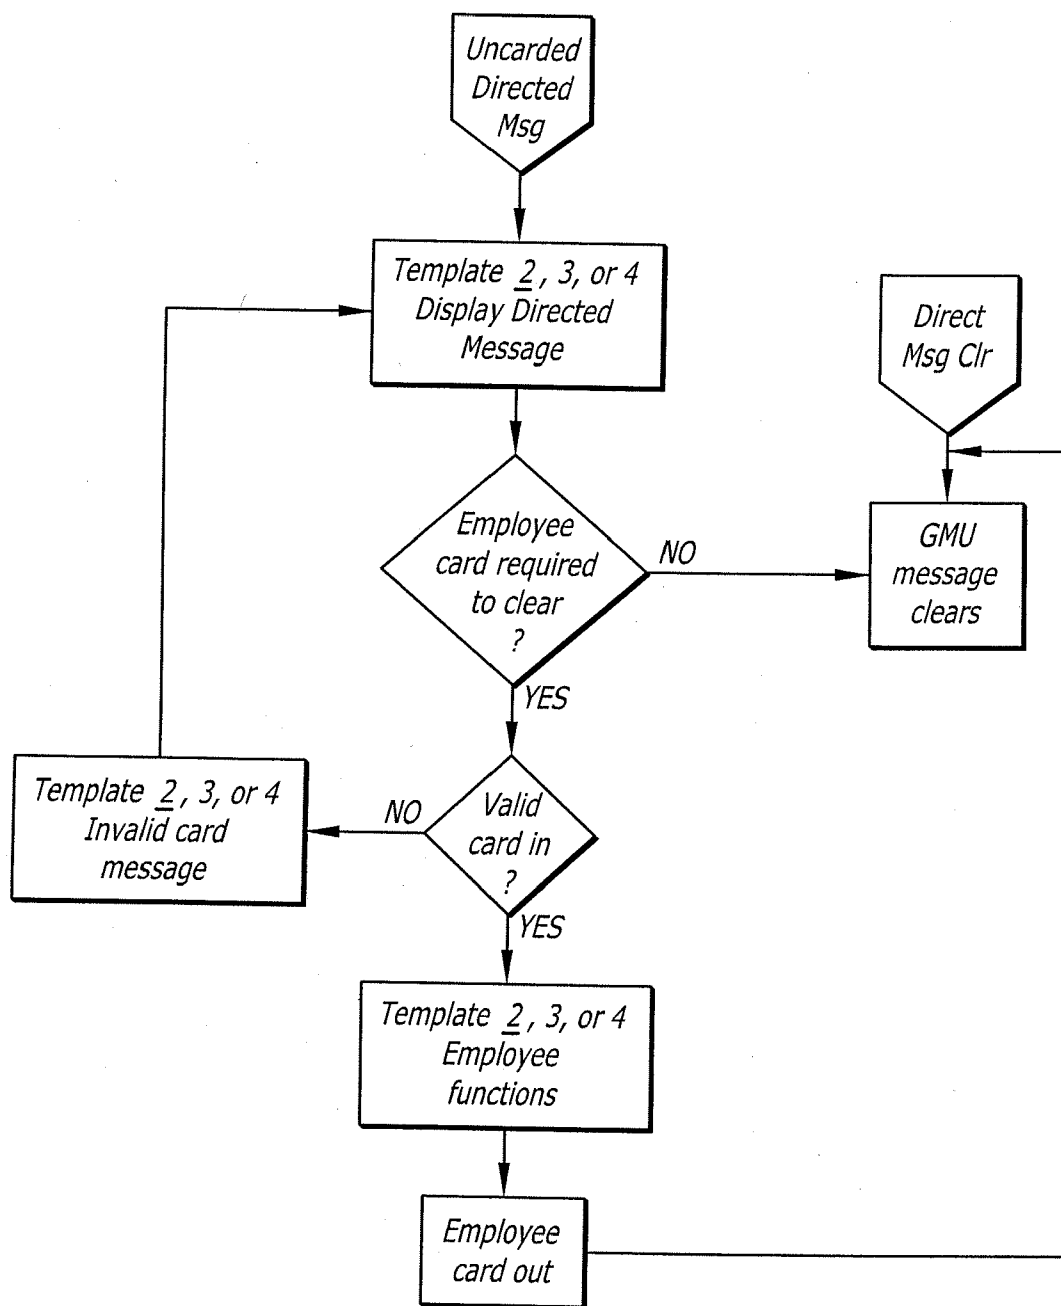 Uncarded
Directed
Msg
Template 2, 3, or 4
Display Directed
Message
Direct
Msg Clr
Employee
card required
to clear
?
NO
GMU
message
clears
YES
Template 2, 3, or 4
Invalid card
message
NO
Valid
card in
?
YES
Template 2, 3, or 4
Employee
functions
Employee
card out